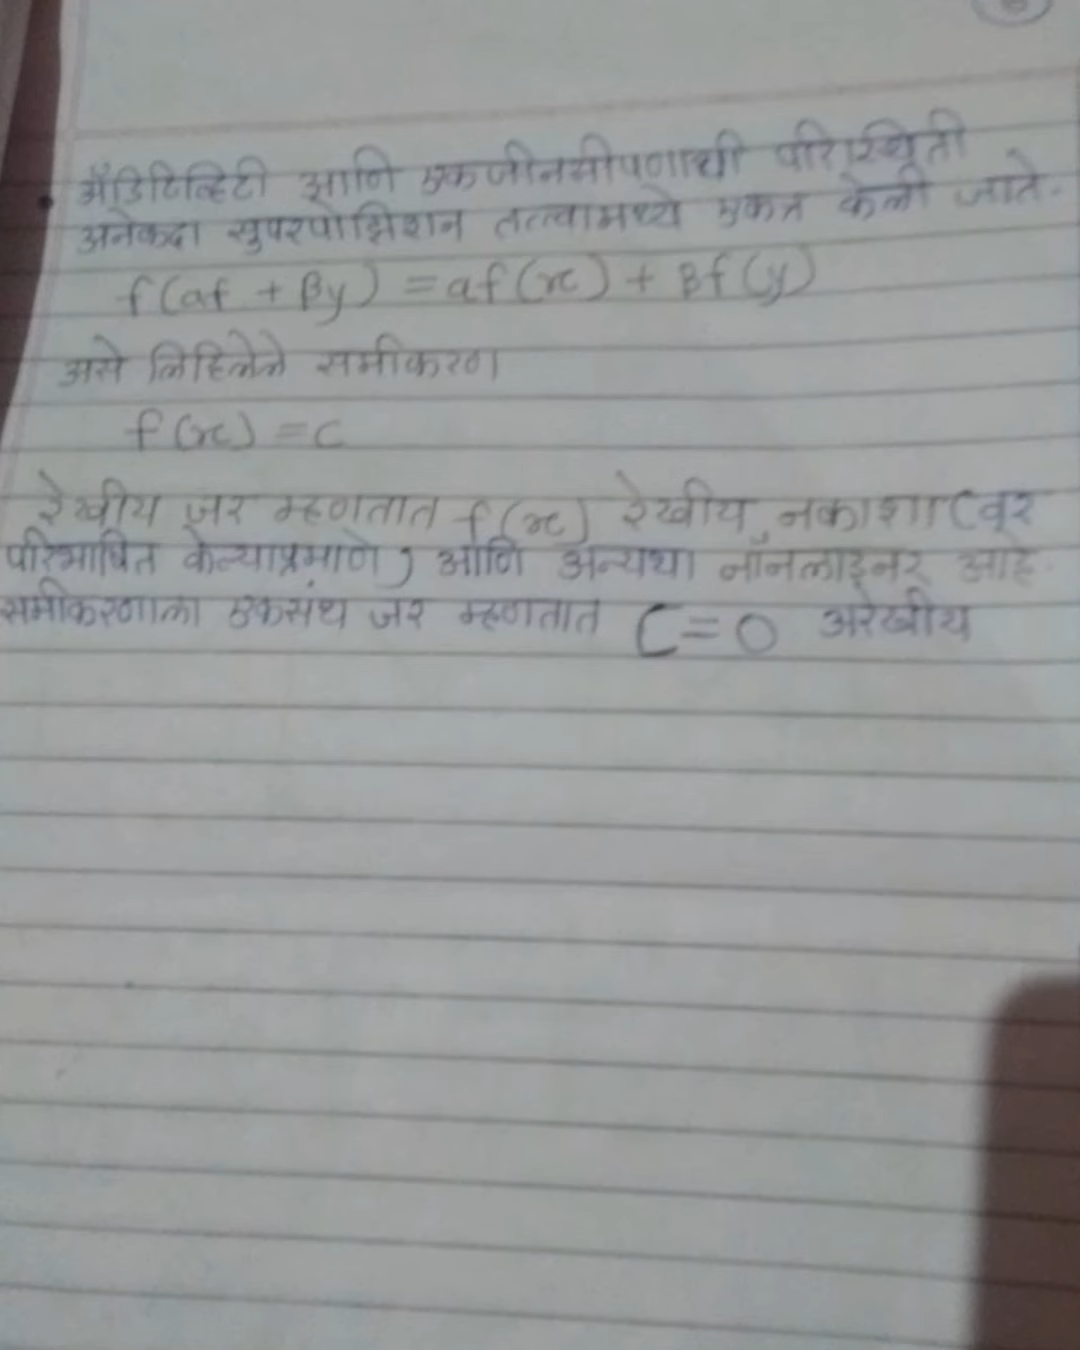 ॲडिटिव्हिटी आणि एकजीनसीपणाची परिस्थिती
अनेकदा सुपरपोझिशन तत्त्वामध्ये एकत्र केली जाते.
f(αf + βy) = αf(x) + βf(y)
असे लिहिलेले समीकरण
f(x) = C
रेखीय जर म्हणतात f(x) रेखीय नकाशा (वर
परिभाषित केल्याप्रमाणे) आणि अन्यथा नॉनलाइनर आहे.
समीकरणाला एकसंध जर म्हणतात C=0 अरेखीय